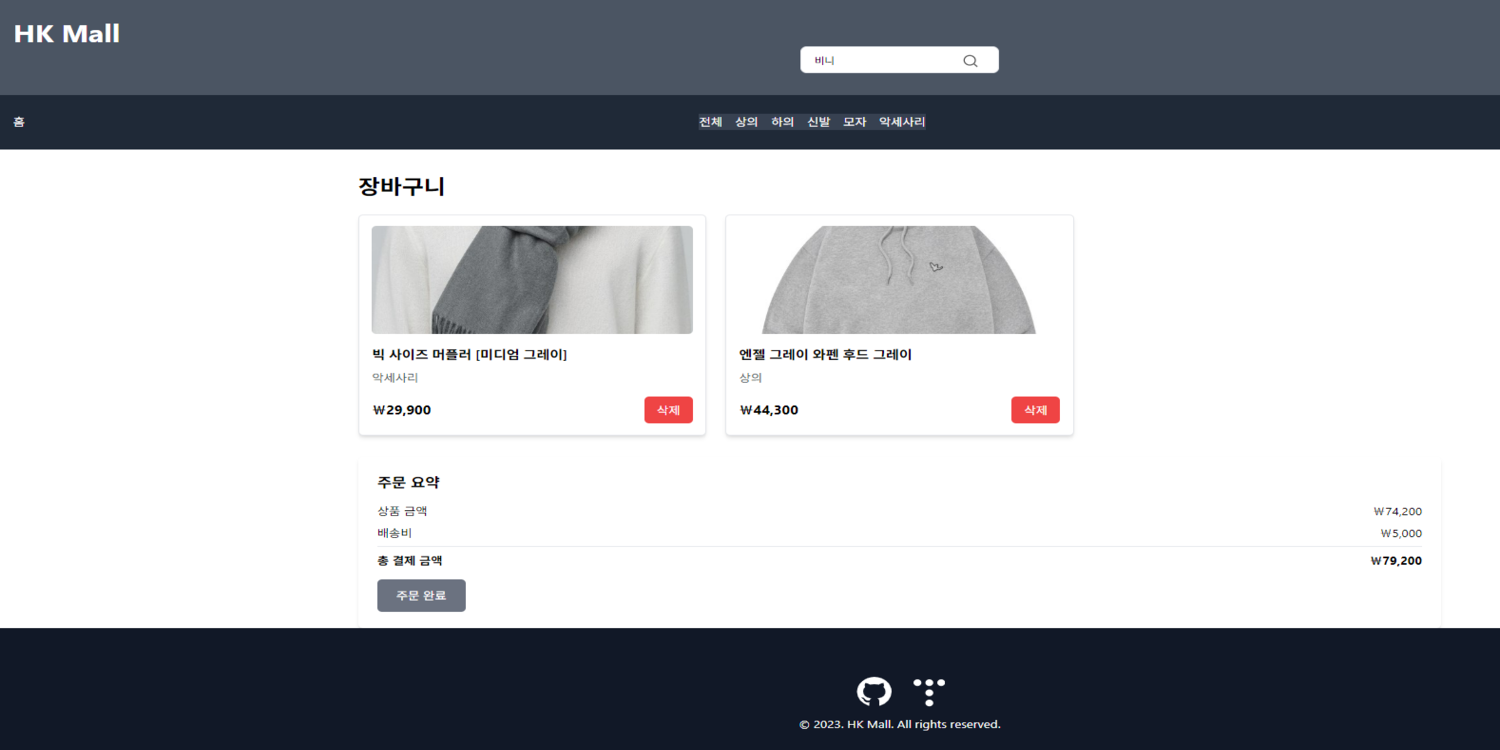 HK Mall
비니
홈
전체 상의 하의 신발 모자 악세사리
장바구니
빅 사이즈 머플러 [미디엄 그레이]
악세사리
₩29,900
삭제
엔젤 그레이 와펜 후드 그레이
상의
₩44,300
삭제
주문 요약
상품 금액 ₩74,200
배송비 ₩5,000
총 결제 금액 ₩79,200
주문 완료
© 2023. HK Mall. All rights reserved.